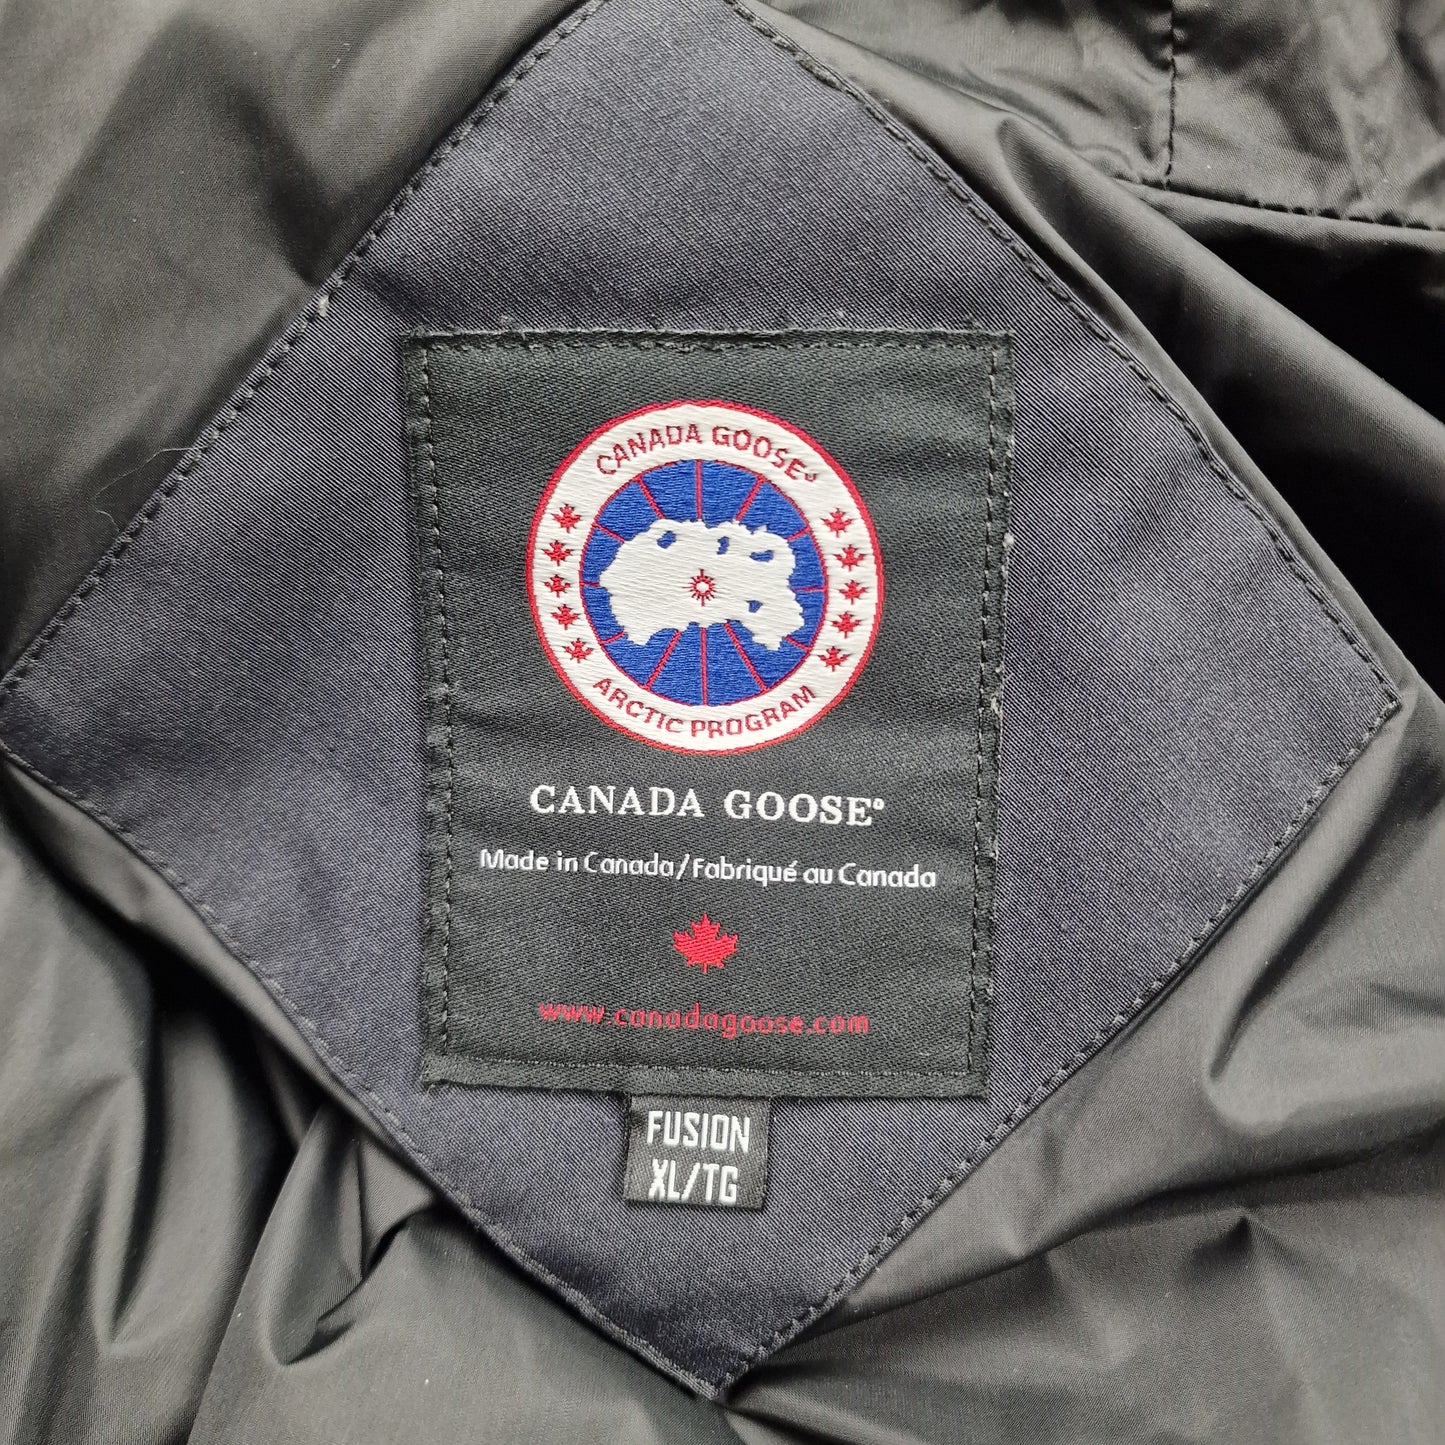 CANADA GOOSE®
ARCTIC PROGRAM
CANADA GOOSE®
Made in Canada/Fabriqué au Canada
www.canadagoose.com
FUSION
XL/TG